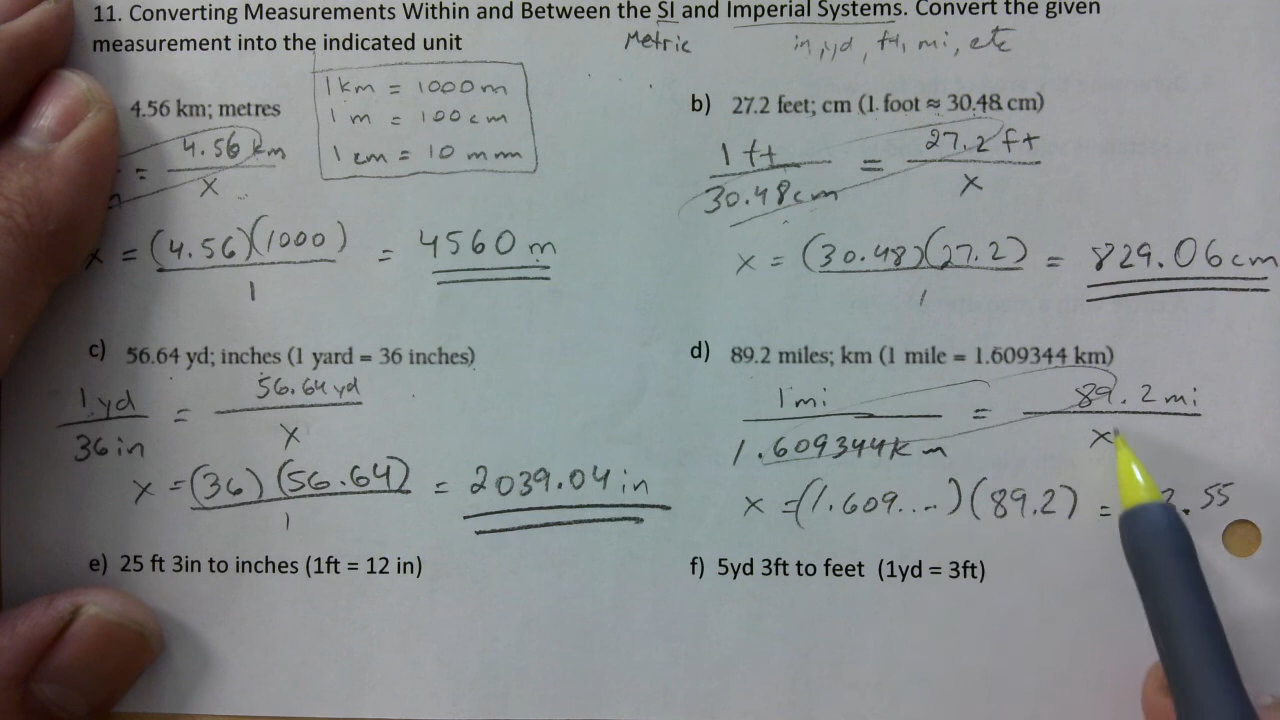 11. Converting Measurements Within and Between the SI and Imperial Systems. Convert the given
measurement into the indicated unit
Metric
in, yd, ft, mi, etc
4.56 km; metres
1 km = 1000 m
1 m = 100 cm
1 cm = 10 mm
= 4.56 km
x
x = (4.56)(1000) = 4560 m
1
b) 27.2 feet; cm (1 foot ≈ 30.48 cm)
1 ft = 27.2 ft
30.48 cm x
x = (30.48)(27.2) = 829.06 cm
1
c) 56.64 yd; inches (1 yard = 36 inches)
1 yd = 56.64 yd
36 in x
x = (36)(56.64) = 2039.04 in
1
d) 89.2 miles; km (1 mile = 1.609344 km)
1 mi = 89.2 mi
1.609344 km x
x = (1.609...)(89.2) = .55
e) 25 ft 3in to inches (1ft = 12 in)
f) 5yd 3ft to feet (1yd = 3ft)